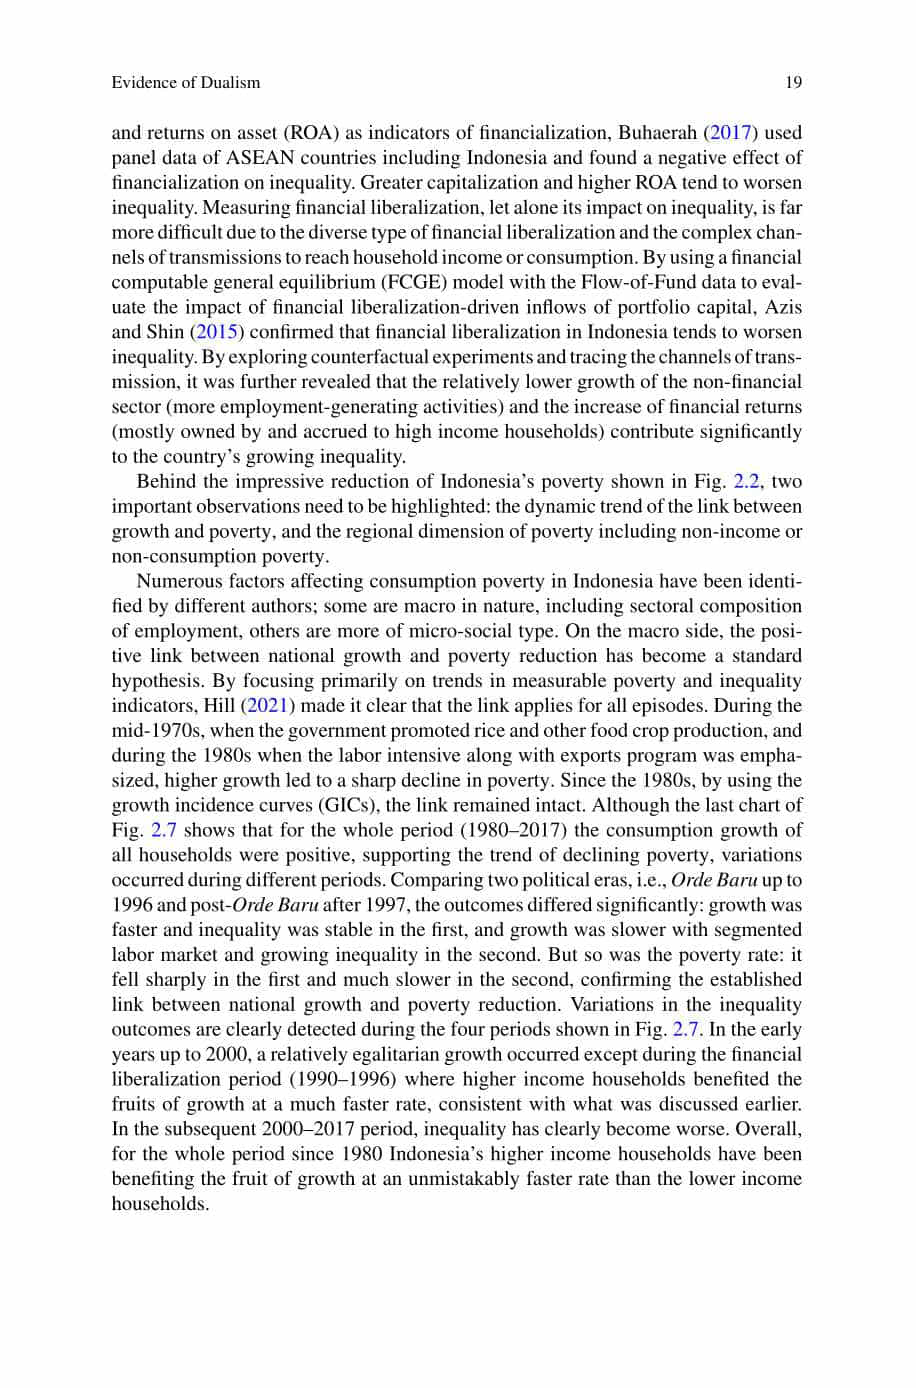 Evidence of Dualism 19
and returns on asset (ROA) as indicators of financialization, Buhaerah (2017) used
panel data of ASEAN countries including Indonesia and found a negative effect of
financialization on inequality. Greater capitalization and higher ROA tend to worsen
inequality. Measuring financial liberalization, let alone its impact on inequality, is far
more difficult due to the diverse type of financial liberalization and the complex chan-
nels of transmissions to reach household income or consumption. By using a financial
computable general equilibrium (FCGE) model with the Flow-of-Fund data to eval-
uate the impact of financial liberalization-driven inflows of portfolio capital, Azis
and Shin (2015) confirmed that financial liberalization in Indonesia tends to worsen
inequality. By exploring counterfactual experiments and tracing the channels of trans-
mission, it was further revealed that the relatively lower growth of the non-financial
sector (more employment-generating activities) and the increase of financial returns
(mostly owned by and accrued to high income households) contribute significantly
to the country’s growing inequality.
Behind the impressive reduction of Indonesia’s poverty shown in Fig. 2.2, two
important observations need to be highlighted: the dynamic trend of the link between
growth and poverty, and the regional dimension of poverty including non-income or
non-consumption poverty.
Numerous factors affecting consumption poverty in Indonesia have been identi-
fied by different authors; some are macro in nature, including sectoral composition
of employment, others are more of micro-social type. On the macro side, the posi-
tive link between national growth and poverty reduction has become a standard
hypothesis. By focusing primarily on trends in measurable poverty and inequality
indicators, Hill (2021) made it clear that the link applies for all episodes. During the
mid-1970s, when the government promoted rice and other food crop production, and
during the 1980s when the labor intensive along with exports program was empha-
sized, higher growth led to a sharp decline in poverty. Since the 1980s, by using the
growth incidence curves (GICs), the link remained intact. Although the last chart of
Fig. 2.7 shows that for the whole period (1980–2017) the consumption growth of
all households were positive, supporting the trend of declining poverty, variations
occurred during different periods. Comparing two political eras, i.e., Orde Baru up to
1996 and post-Orde Baru after 1997, the outcomes differed significantly: growth was
faster and inequality was stable in the first, and growth was slower with segmented
labor market and growing inequality in the second. But so was the poverty rate: it
fell sharply in the first and much slower in the second, confirming the established
link between national growth and poverty reduction. Variations in the inequality
outcomes are clearly detected during the four periods shown in Fig. 2.7. In the early
years up to 2000, a relatively egalitarian growth occurred except during the financial
liberalization period (1990–1996) where higher income households benefited the
fruits of growth at a much faster rate, consistent with what was discussed earlier.
In the subsequent 2000–2017 period, inequality has clearly become worse. Overall,
for the whole period since 1980 Indonesia’s higher income households have been
benefiting the fruit of growth at an unmistakably faster rate than the lower income
households.